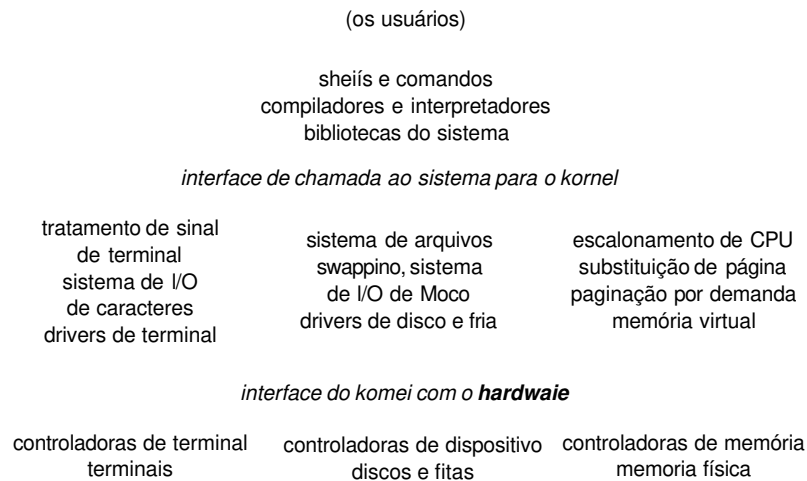 (os usuários)
sheiís e comandos
compiladores e interpretadores
bibliotecas do sistema
interface de chamada ao sistema para o kornel
tratamento de sinal
de terminal
sistema de l/O
de caracteres
drivers de terminal
sistema de arquivos
swappino, sistema
de l/O de Moco
drivers de disco e fria
escalonamento de CPU
substituição de página
paginação por demanda
memória virtual
interface do komei com o hardwaie
controladoras de terminal
terminais
controladoras de dispositivo
discos e fitas
controladoras de memória
memoria física